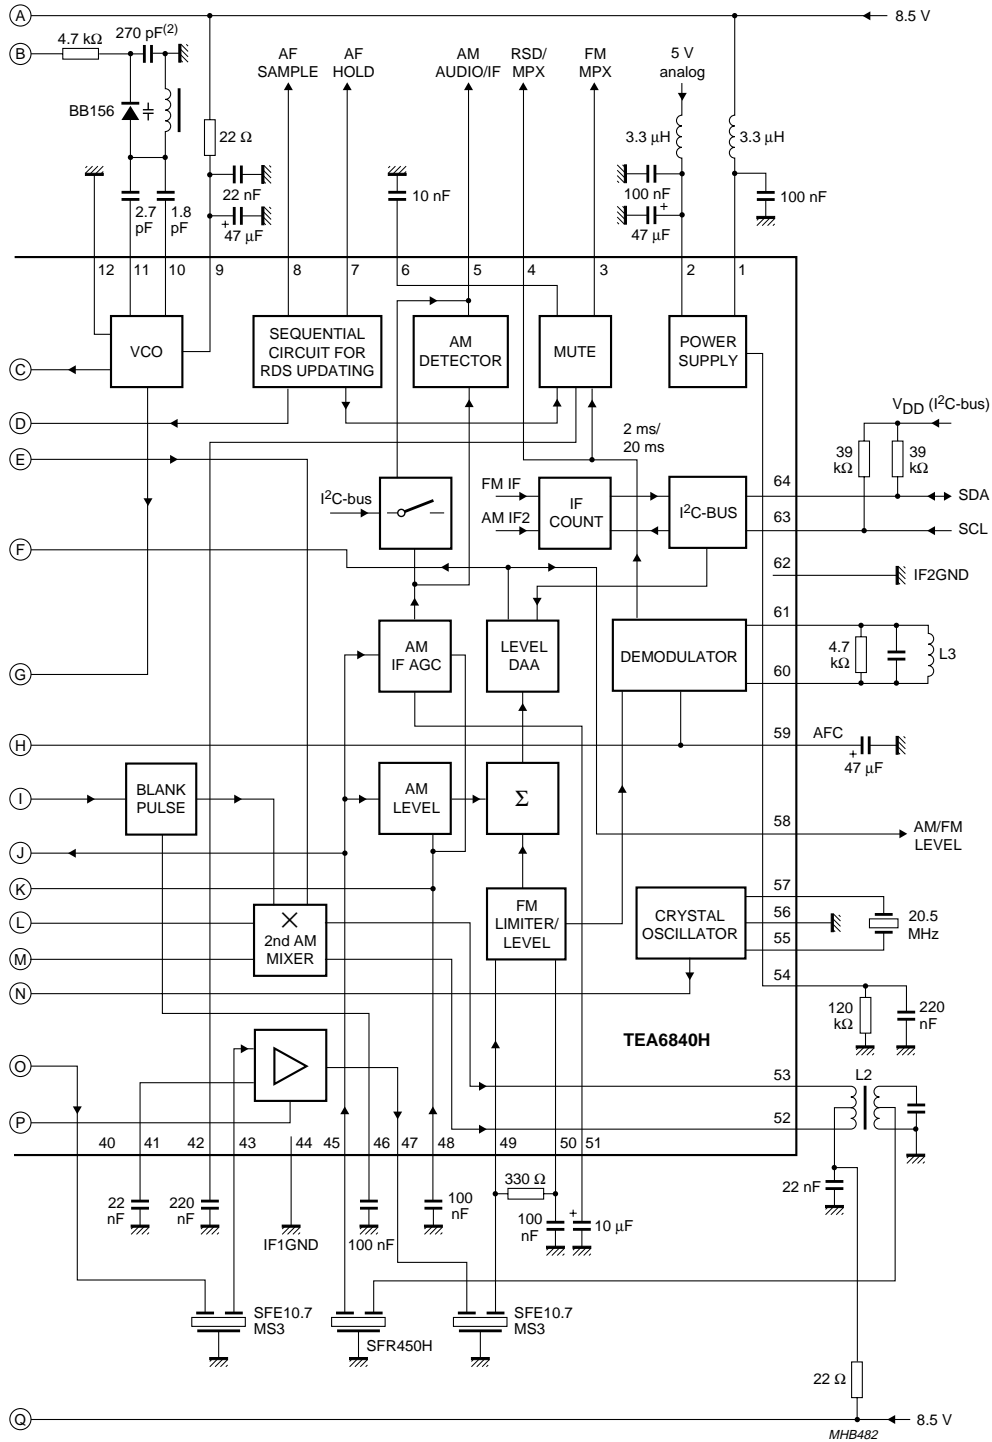 A
8.5 V
B
4.7 kΩ
270 pF(2)
BB156
22 Ω
22 nF
+
47 μF
2.7 pF
1.8 pF
AF SAMPLE
AF HOLD
AM AUDIO/IF
RSD/ MPX
FM MPX
5 V analog
3.3 μH
3.3 μH
10 nF
100 nF
+
47 μF
100 nF
12
11
10
9
8
7
6
5
4
3
2
1
VCO
SEQUENTIAL
CIRCUIT FOR
RDS UPDATING
AM
DETECTOR
MUTE
POWER
SUPPLY
C
D
E
2 ms/
20 ms
VDD (I2C-bus)
39 kΩ
39 kΩ
I2C-bus
FM IF
AM IF2
IF
COUNT
I2C-BUS
64
SDA
63
SCL
F
62
IF2GND
61
AM
IF AGC
LEVEL
DAA
DEMODULATOR
4.7 kΩ
L3
60
G
H
59
AFC
+
47 μF
I
BLANK
PULSE
AM
LEVEL
Σ
58
AM/FM
LEVEL
J
K
L
M
N
2nd AM
MIXER
FM
LIMITER/
LEVEL
CRYSTAL
OSCILLATOR
57
56
55
20.5
MHz
54
120 kΩ
220 nF
TEA6840H
O
P
53
L2
52
40
41
42
43
44
45
46
47
48
49
50
51
22 nF
220 nF
IF1GND
100 nF
100 nF
330 Ω
100 nF
+
10 μF
22 nF
SFE10.7
MS3
SFR450H
SFE10.7
MS3
22 Ω
Q
8.5 V
MHB482